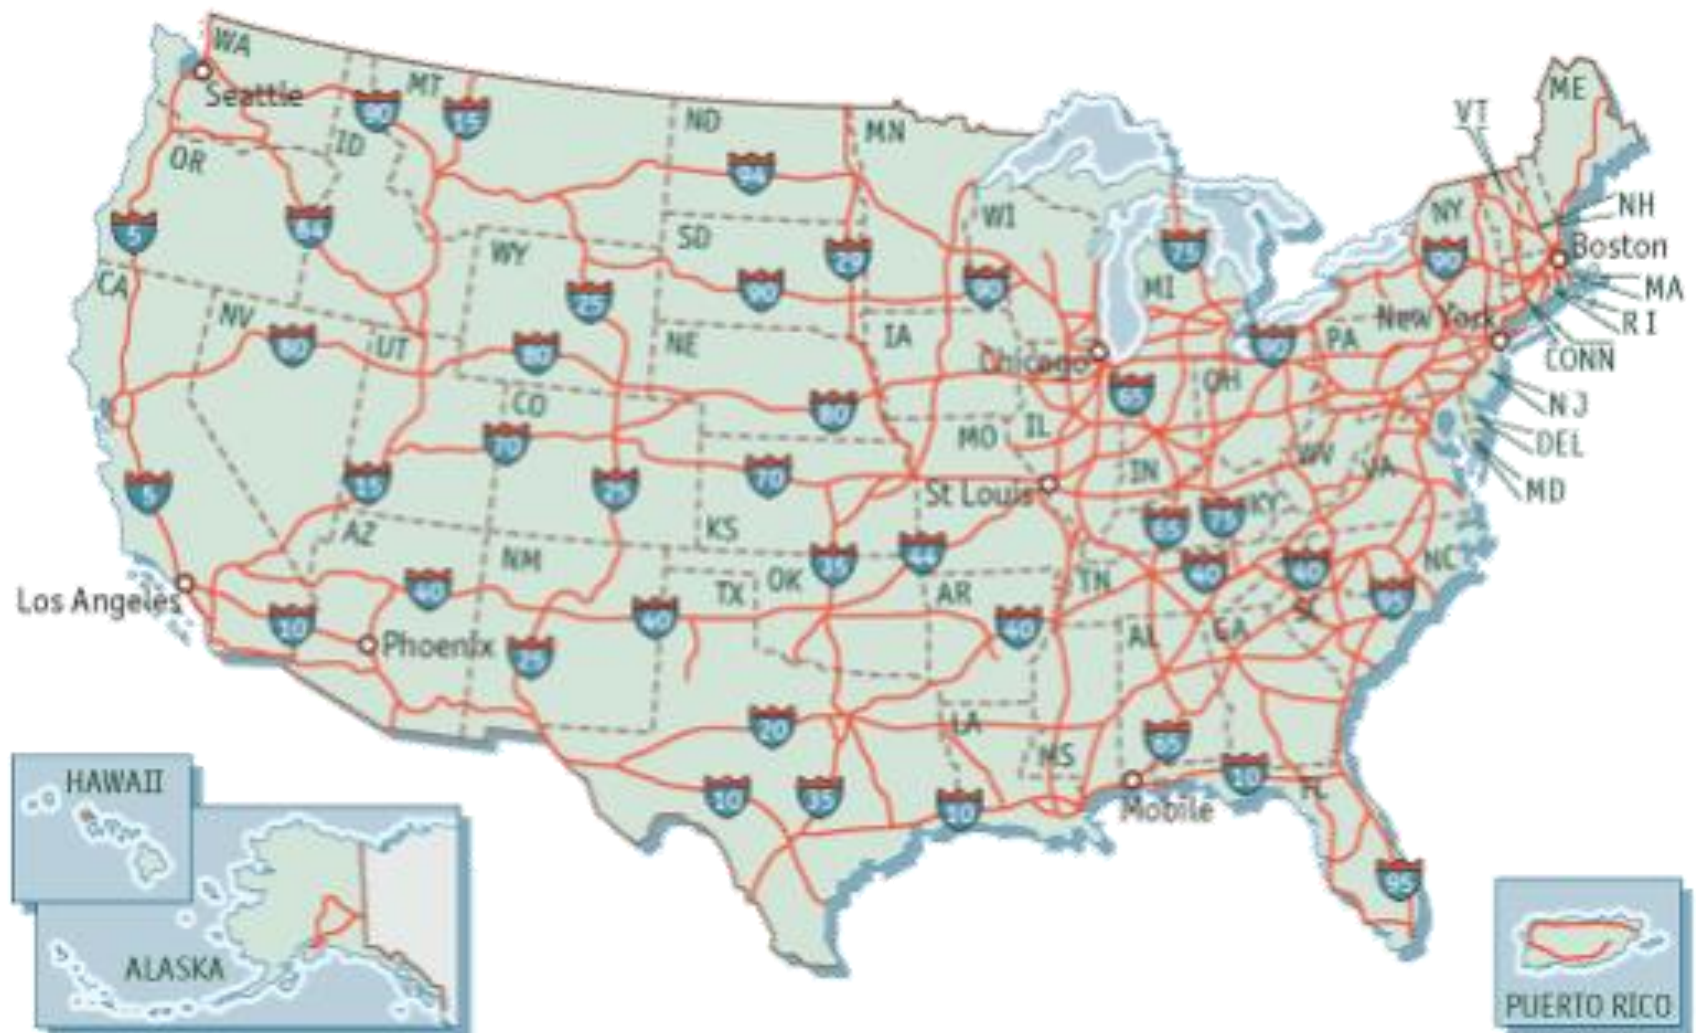 WA
Seattle
MT
90
15
ID
OR
ND
MN
94
5
84
CA
WY
SD
29
90
WI
90
MI
75
VT
ME
NH
NY
90
Boston
MA
RI
CONN
New York
PA
NV
80
UT
25
80
NE
IA
Chicago
65
OH
NJ
DEL
MD
CO
70
80
MO
IL
IN
WV
VA
5
15
25
70
KS
St Louis
65
75
KY
AZ
NM
TX
OK
35
44
AR
TN
40
40
95
NC
SC
Los Angeles
10
40
Phoenix
25
40
40
AL
GA
20
LA
MS
65
10
FL
10
35
10
Mobile
95
HAWAII
ALASKA
PUERTO RICO